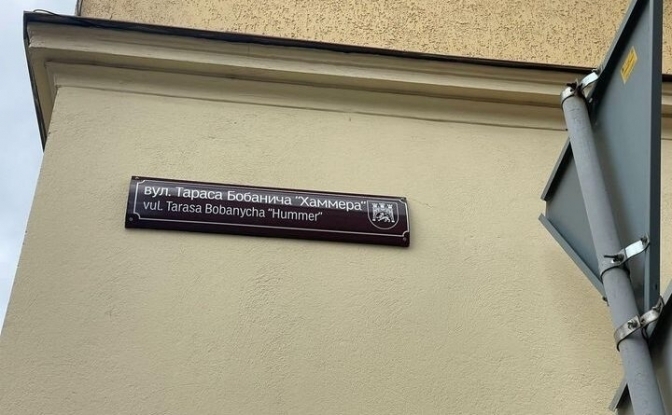 вул. Тараса Бобанича "Хаммера"
vul. Tarasa Bobanycha "Hummer"